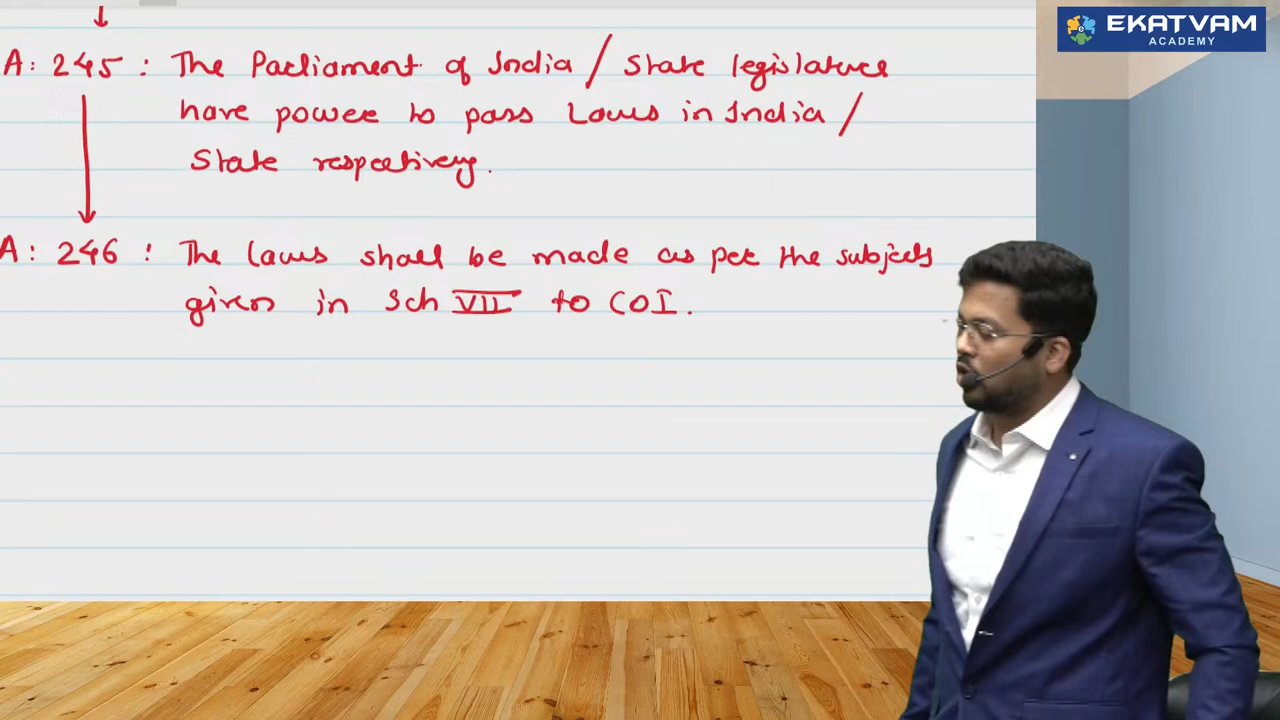 EKATVAM
ACADEMY
A: 245 : The Parliament of India / State legislature
have power to pass Laws in India /
State respectively.
A: 246 : The laws shall be made as per the subjects
given in Sch VII to COI.